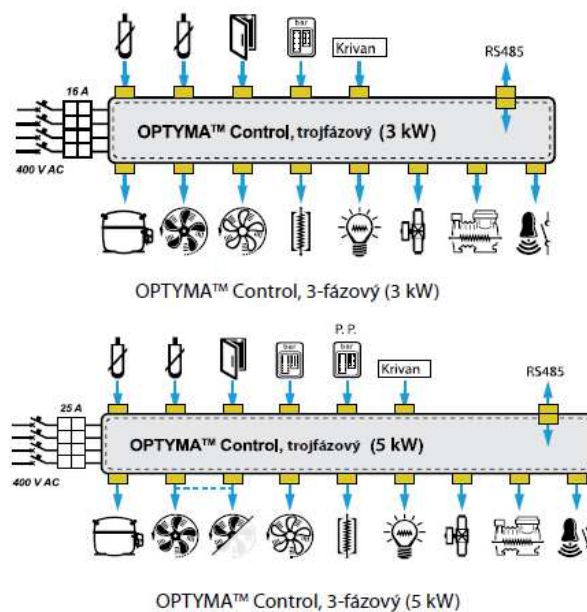 bar
Krivan
RS485
16 A
OPTYMA™ Control, trojfázový (3 kW)
400 V AC
OPTYMA™ Control, 3-fázový (3 kW)
P. P.
bar
bar
Krivan
RS485
25 A
OPTYMA™ Control, trojfázový (5 kW)
400 V AC
OPTYMA™ Control, 3-fázový (5 kW)